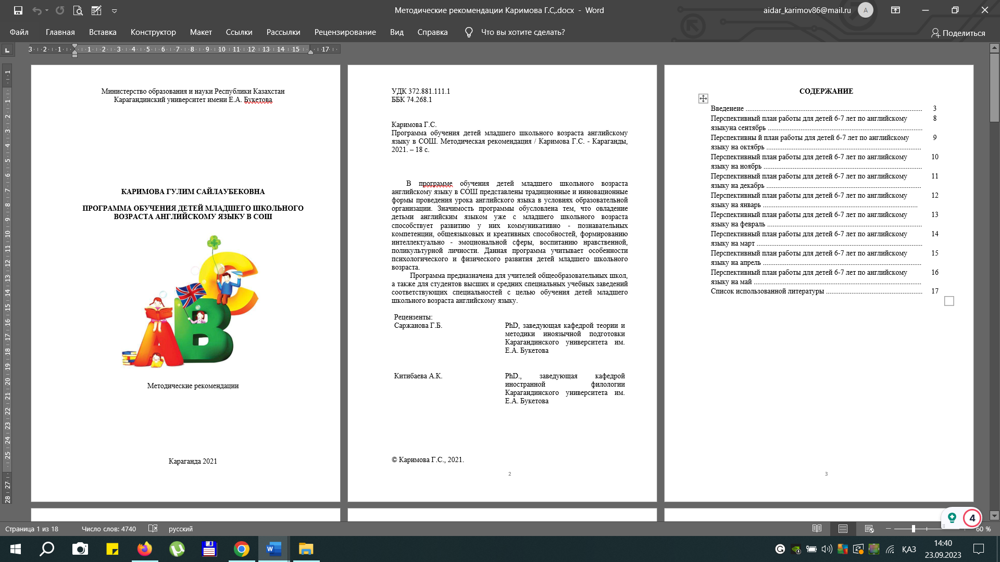 Методические рекомендации Каримова Г.С,.docx - Word
aidar_karimov86@mail.ru
A
Файл Главная Вставка Конструктор Макет Ссылки Рассылки Рецензирование Вид Справка Что вы хотите сделать? Поделиться
3 2 1 1 2 3 4 5 6 7 8 9 10 11 12 13 14 15 17
Министерство образования и науки Республики Казахстан
Карагандинский университет имени Е.А. Букетова
КАРИМОВА ГУЛИМ САЙЛАУБЕКОВНА
ПРОГРАММА ОБУЧЕНИЯ ДЕТЕЙ МЛАДШЕГО ШКОЛЬНОГО
ВОЗРАСТА АНГЛИЙСКОМУ ЯЗЫКУ В СОШ
A B C
Методические рекомендации
Караганда 2021
УДК 372.881.111.1
ББК 74.268.1
Каримова Г.С.
Программа обучения детей младшего школьного возраста английскому
языку в СОШ. Методическая рекомендация / Каримова Г.С. - Караганды,
2021. – 18 с.
В программе обучения детей младшего школьного возраста
английскому языку в СОШ представлены традиционные и инновационные
формы проведения урока английского языка в условиях образовательной
организации. Значимость программы обусловлена тем, что овладение
детьми английским языком уже с младшего школьного возраста
способствует развитию у них коммуникативно - познавательных
компетенции, общеязыковых и креативных способностей, формированию
интеллектуально - эмоциональной сферы, воспитанию нравственной,
поликультурной личности. Данная программа учитывает особенности
психологического и физического развития детей младшего школьного
возраста.
Программа предназначена для учителей общеобразовательных школ,
а также для студентов высших и средних специальных учебных заведений
соответствующих специальностей с целью обучения детей младшего
школьного возраста английскому языку.
Рецензенты:
Саржанова Г.Б. PhD, заведующая кафедрой теории и
методики иноязычной подготовки
Карагандинского университета им.
Е.А. Букетова
Китибаева А.К. PhD., заведующая кафедрой
иностранной филологии
Карагандинского университета им.
Е.А. Букетова
© Каримова Г.С., 2021.
2
СОДЕРЖАНИЕ
Введенеие ........ 3
Перспективный план работы для детей 6-7 лет по английскому 8
языкуна сентябрь ........
Перспективны й план работы для детей 6-7 лет по английскому 9
языку на октябрь ........
Перспективный план работы для детей 6-7 лет по английскому 10
языку на ноябрь ........
Перспективный план работы для детей 6-7 лет по английскому 11
языку на декабрь ........
Перспективный план работы для детей 6-7 лет по английскому 12
языку на январь ........
Перспективный план работы для детей 6-7 лет по английскому 13
языку на февраль ........
Перспективный план работы для детей 6-7 лет по английскому 14
языку на март ........
Перспективный план работы для детей 6-7 лет по английскому 15
языку на апрель ........
Перспективный план работы для детей 6-7 лет по английскому 16
языку на май ........
Список использованной литературы ........ 17
3
4
Страница 1 из 18 Число слов: 4740 русский 60 %
ҚАЗ
14:40
23.09.2023